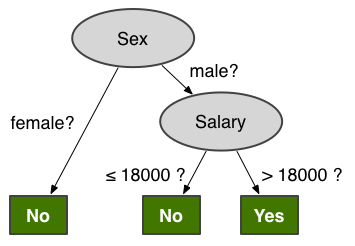 Sex
male?
female?
Salary
≤ 18000 ?
> 18000 ?
No
No
Yes